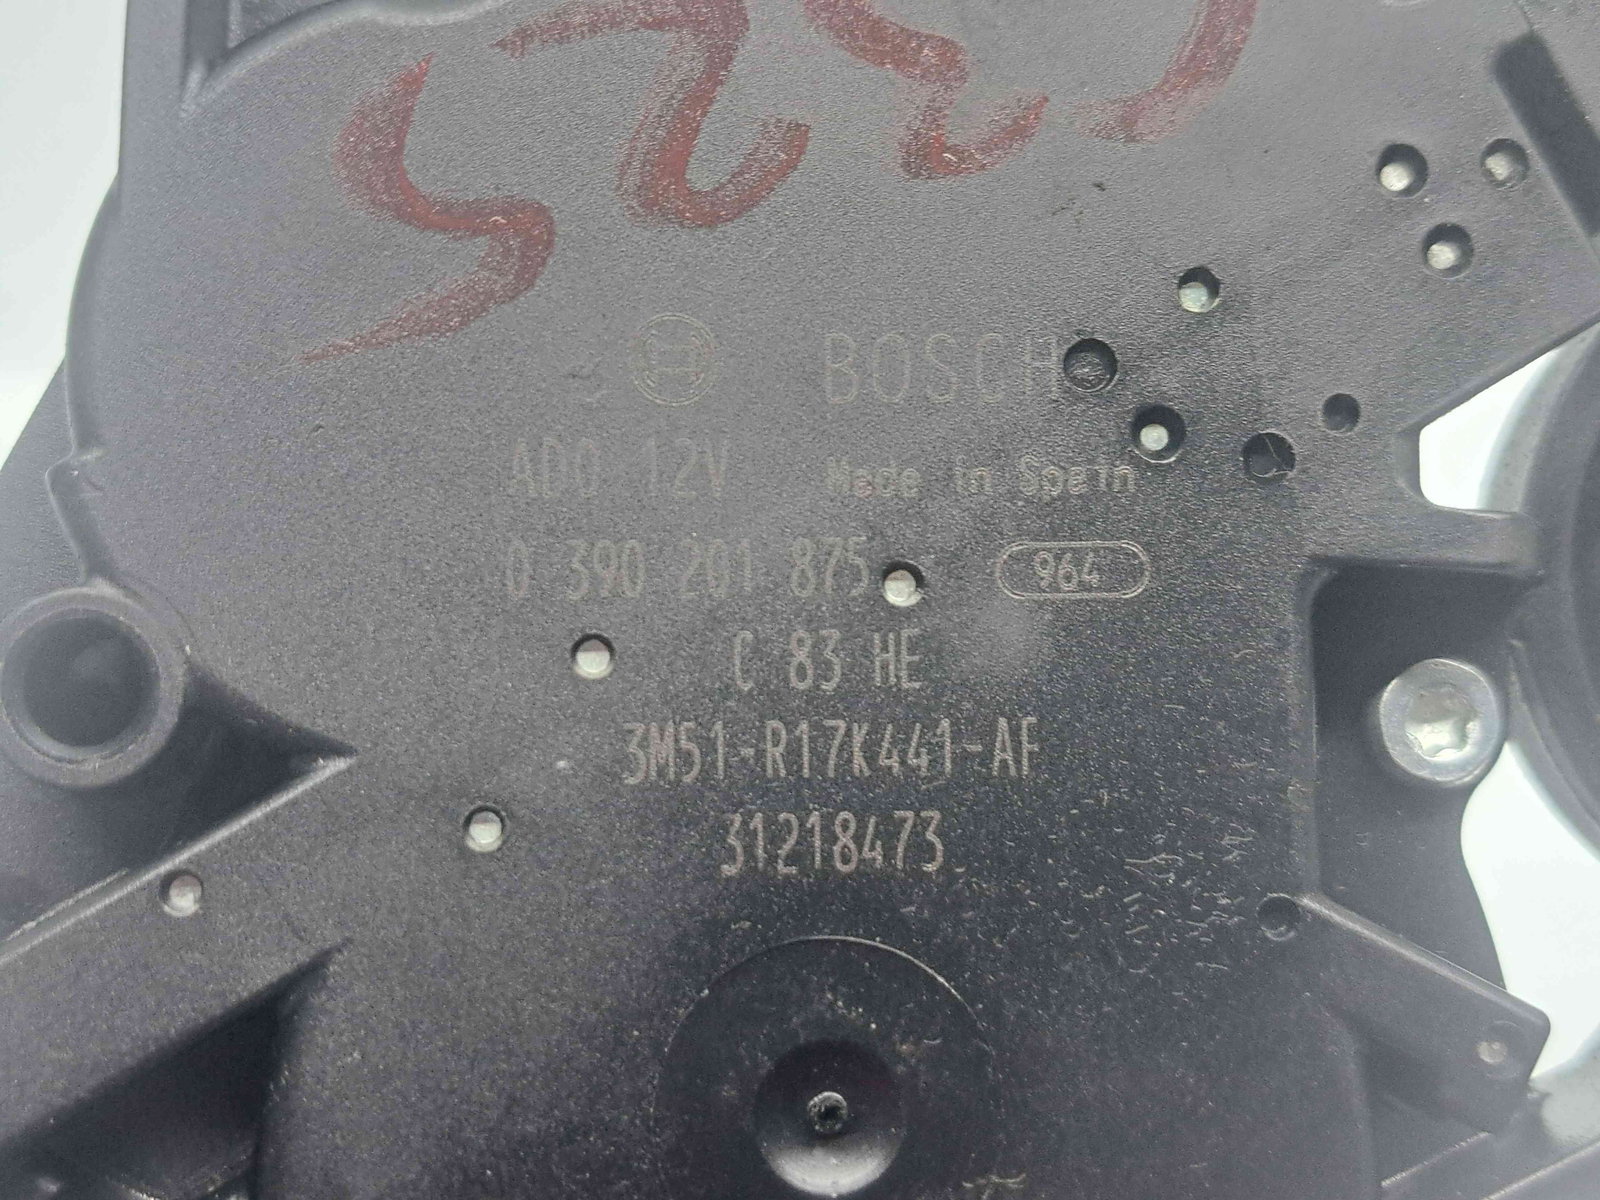 BOSCH
ADO 12V Made in Spain
0 390 201 875 964
C 83 HE
3M51-R17K441-AF
31218473